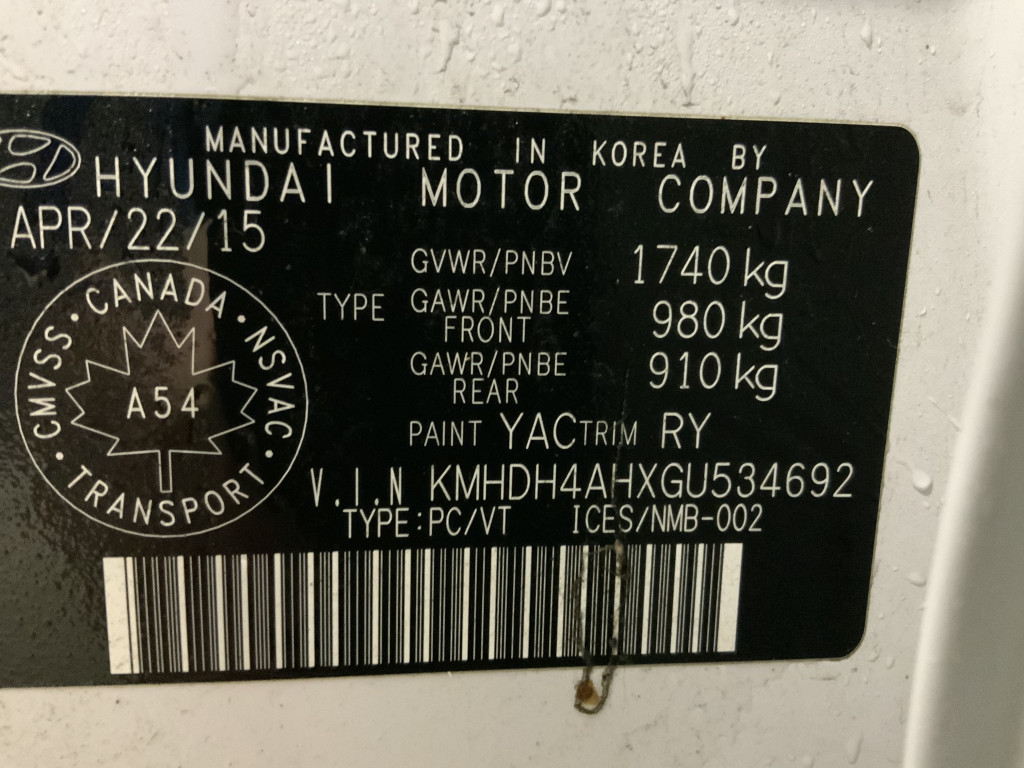 MANUFACTURED IN KOREA BY
HYUNDAI MOTOR COMPANY
APR/22/15
GVWR/PNBV 1740 kg
TYPE GAWR/PNBE FRONT 980 kg
GAWR/PNBE REAR 910 kg
PAINT YAC TRIM RY
V.I.N KMHDH4AHXGU534692
TYPE:PC/VT ICES/NMB-002
CMVSS · CANADA · NSVAC · TRANSPORT ·
A54